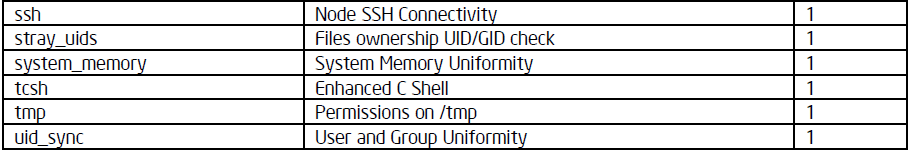 ssh Node SSH Connectivity 1
stray_uids Files ownership UID/GID check 1
system_memory System Memory Uniformity 1
tcsh Enhanced C Shell 1
tmp Permissions on /tmp 1
uid_sync User and Group Uniformity 1